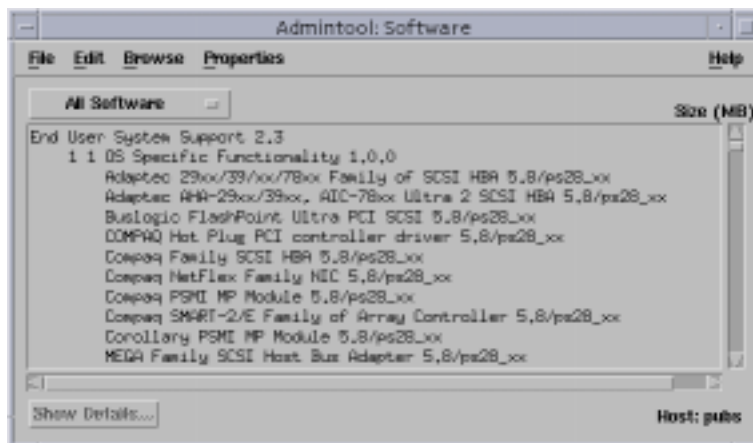 Admintool: Software
File Edit Browse Properties Help
All Software
Size (MB)
End User System Support 2.3
1 1 OS Specific Functionality 1.0.0
Adaptec 29xx/39/xx/78xx Family of SCSI HBA 5.8/ps28_xx
Adaptec AHA-29xx/39xx, AIC-78xx Ultra 2 SCSI HBA 5.8/ps28_xx
Buslogic FlashPoint Ultra PCI SCSI 5.8/ps28_xx
COMPAQ Hot Plug PCI controller driver 5.8/ps28_xx
Compaq Family SCSI HBA 5.8/ps28_xx
Compaq NetFlex Family NIC 5.8/ps28_xx
Compaq PSMI MP Module 5.8/ps28_xx
Compaq SMART-2/E Family of Array Controller 5.8/ps28_xx
Corollary PSMI MP Module 5.8/ps28_xx
MEGA Family SCSI Host Bus Adapter 5.8/ps28_xx
Show Details...
Host: pubs